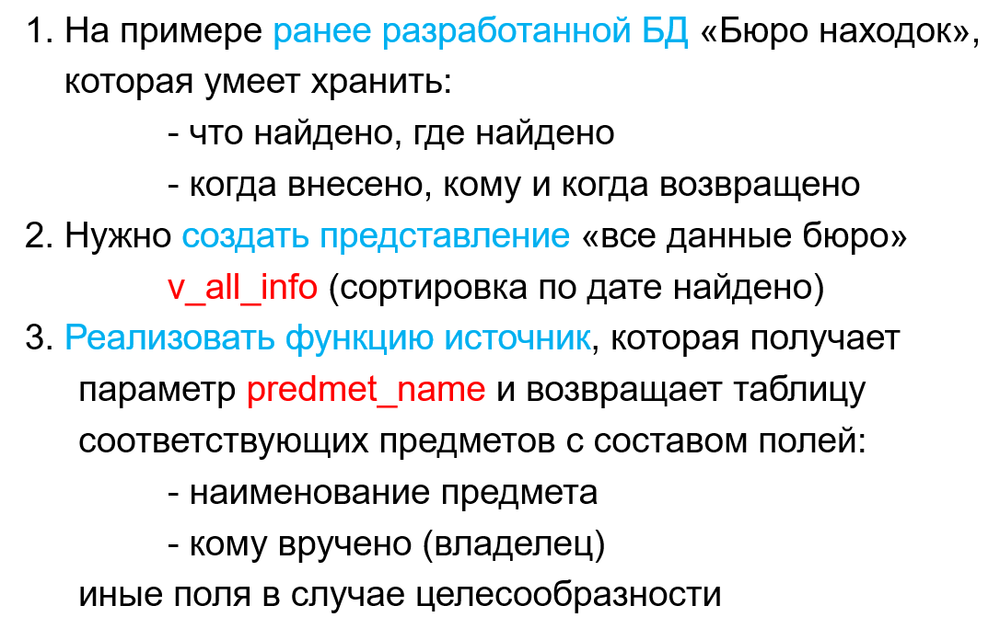 1. На примере ранее разработанной БД «Бюро находок»,
которая умеет хранить:
- что найдено, где найдено
- когда внесено, кому и когда возвращено
2. Нужно создать представление «все данные бюро»
v_all_info (сортировка по дате найдено)
3. Реализовать функцию источник, которая получает
параметр predmet_name и возвращает таблицу
соответствующих предметов с составом полей:
- наименование предмета
- кому вручено (владелец)
иные поля в случае целесообразности